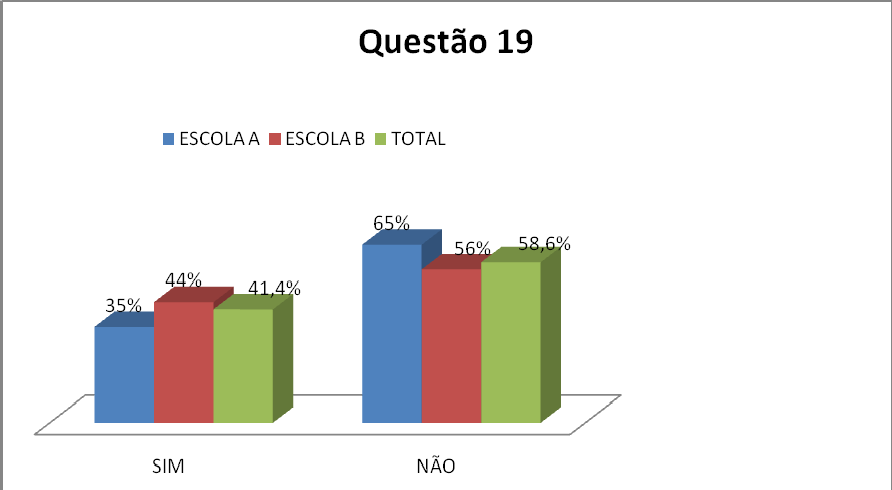 Questão 19
ESCOLA A ESCOLA B TOTAL
65%
56% 58,6%
35% 44% 41,4%
SIM NÃO